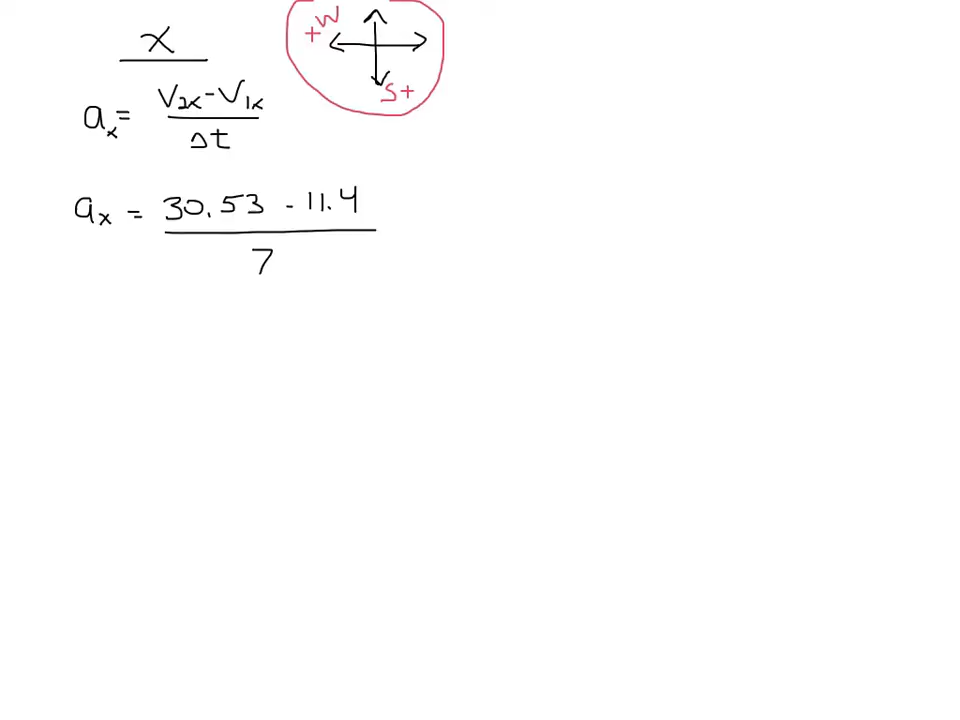 x
+W
S+
aₓ = V₂ₓ - V₁ₓ / Δt
aₓ = 30.53 - 11.4 / 7